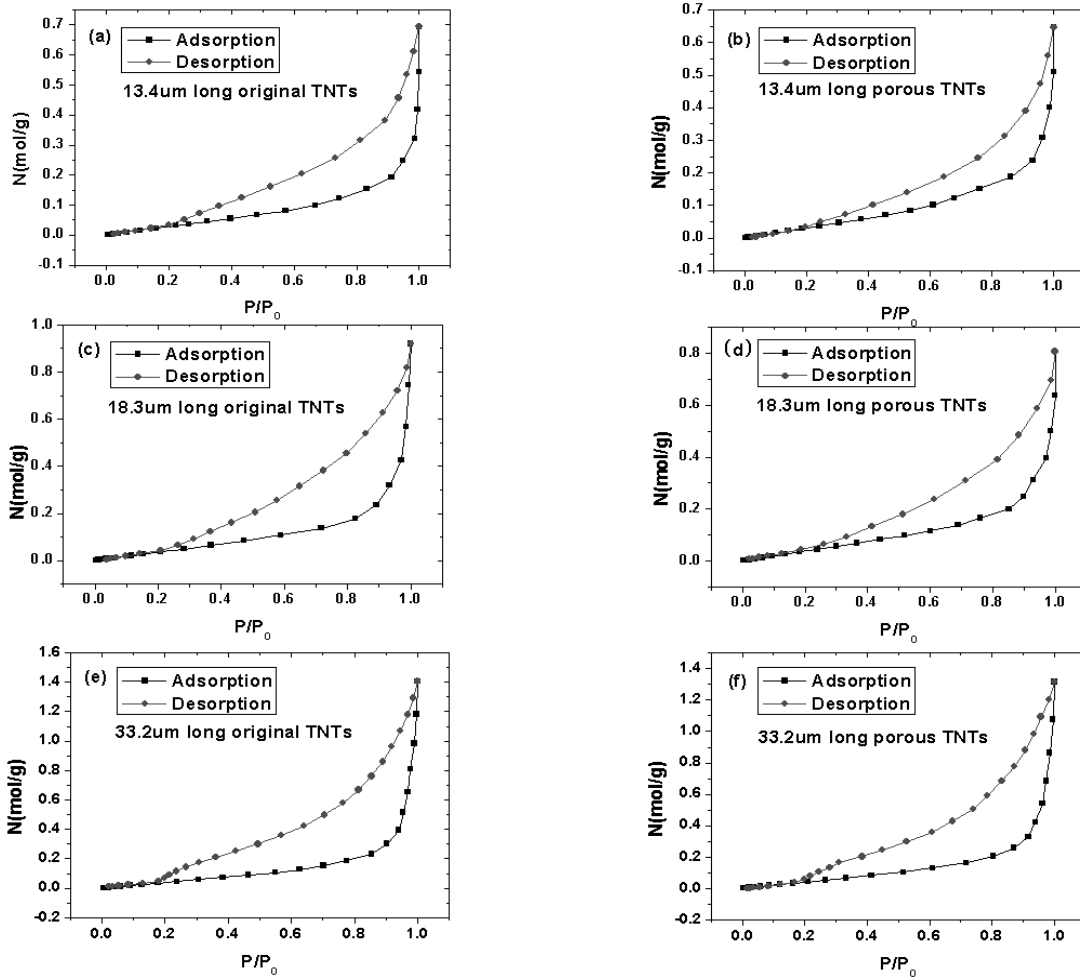 (a)
Adsorption
Desorption
13.4um long original TNTs
0.7
0.6
0.5
0.4
0.3
0.2
0.1
0.0
-0.1
N(mol/g)
0.0 0.2 0.4 0.6 0.8 1.0
P/P0
(b)
Adsorption
Desorption
13.4um long porous TNTs
0.7
0.6
0.5
0.4
0.3
0.2
0.1
0.0
-0.1
N(mol/g)
0.0 0.2 0.4 0.6 0.8 1.0
P/P0
(c)
Adsorption
Desorption
18.3um long original TNTs
1.0
0.8
0.6
0.4
0.2
0.0
N(mol/g)
0.0 0.2 0.4 0.6 0.8 1.0
P/P0
(d)
Adsorption
Desorption
18.3um long porous TNTs
0.8
0.6
0.4
0.2
0.0
N(mol/g)
0.0 0.2 0.4 0.6 0.8 1.0
P/P0
(e)
Adsorption
Desorption
33.2um long original TNTs
1.6
1.4
1.2
1.0
0.8
0.6
0.4
0.2
0.0
-0.2
N(mol/g)
0.0 0.2 0.4 0.6 0.8 1.0
P/P0
(f)
Adsorption
Desorption
33.2um long porous TNTs
1.4
1.2
1.0
0.8
0.6
0.4
0.2
0.0
-0.2
N(mol/g)
0.0 0.2 0.4 0.6 0.8 1.0
P/P0